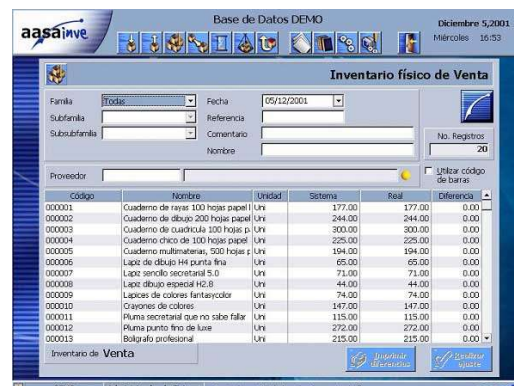 aasainve
Base de Datos DEMO
Diciembre 5,2001
Miércoles 16:53
Inventario físico de Venta
Familia Todas Fecha 05/12/2001
Subfamilia Referencia
Subsubfamilia Comentario
Nombre
No. Registros
20
Proveedor
Utilizar código
de barras
Código Nombre Unidad Sistema Real Diferencia
000001 Cuaderno de rayas 100 hojas papel l Uni 177.00 177.00 0.00
000002 Cuaderno de dibujo 200 hojas papel Uni 244.00 244.00 0.00
000003 Cuaderno de cuadricula 100 hojas p. Uni 300.00 300.00 0.00
000004 Cuaderno chico de 100 hojas papel Uni 225.00 225.00 0.00
000005 Cuaderno multimaterias, 500 hojas p Uni 194.00 194.00 0.00
000006 Lapiz de dibujo H4 punta fina Uni 65.00 65.00 0.00
000007 Lapiz sencillo secretarial 5.0 Uni 71.00 71.00 0.00
000008 Lapiz dibujo especial H2.8 Uni 44.00 44.00 0.00
000009 Lapices de colores fantasycolor Uni 74.00 74.00 0.00
000010 Crayones de colores Uni 147.00 147.00 0.00
000011 Pluma secretarial que no sabe fallar Uni 115.00 115.00 0.00
000012 Pluma punto fino de luxe Uni 272.00 272.00 0.00
000013 Boligrafo profesional Uni 215.00 215.00 0.00
Inventario de Venta
Imprimir
diferencias
Realizar
ajuste